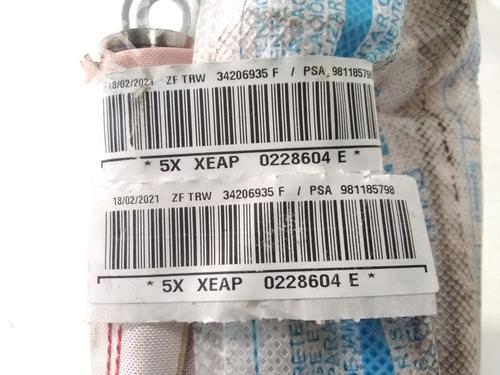 18/02/2021 ZF TRW 34206935 F / PSA 981185798
* 5X XEAP 0228604 E *
18/02/2021 ZF TRW 34206935 F / PSA 981185798
* 5X XEAP 0228604 E *